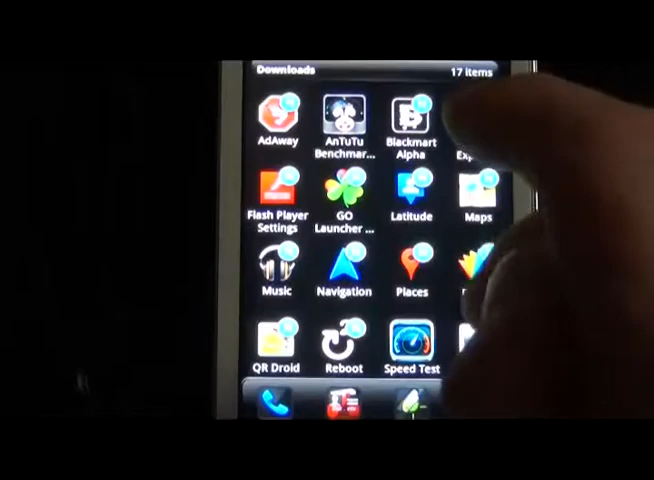 Downloads 17 items
AdAway AnTuTu Benchmar... Blackmart Alpha
Flash Player Settings GO Launcher ... Latitude Maps
Music Navigation Places
QR Droid Reboot Speed Test